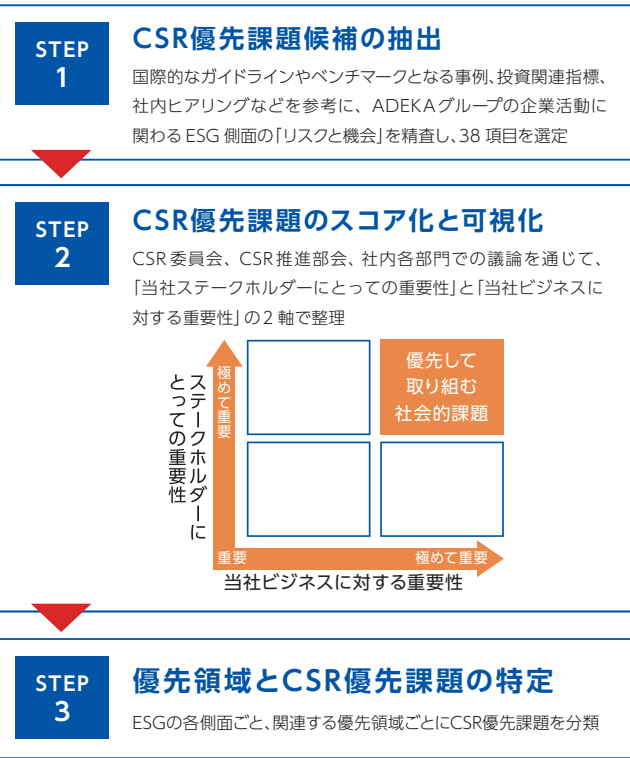 STEP
1
CSR優先課題候補の抽出
国際的なガイドラインやベンチマークとなる事例、投資関連指標、
社内ヒアリングなどを参考に、ADEKAグループの企業活動に
関わるESG側面の「リスクと機会」を精査し、38項目を選定
STEP
2
CSR優先課題のスコア化と可視化
CSR委員会、CSR推進部会、社内各部門での議論を通じて、
「当社ステークホルダーにとっての重要性」と「当社ビジネスに
対する重要性」の2軸で整理
ステークホルダーに
とっての重要性
極めて重要
優先して
取り組む
社会的課題
重要
極めて重要
当社ビジネスに対する重要性
STEP
3
優先領域とCSR優先課題の特定
ESGの各側面ごと、関連する優先領域ごとにCSR優先課題を分類